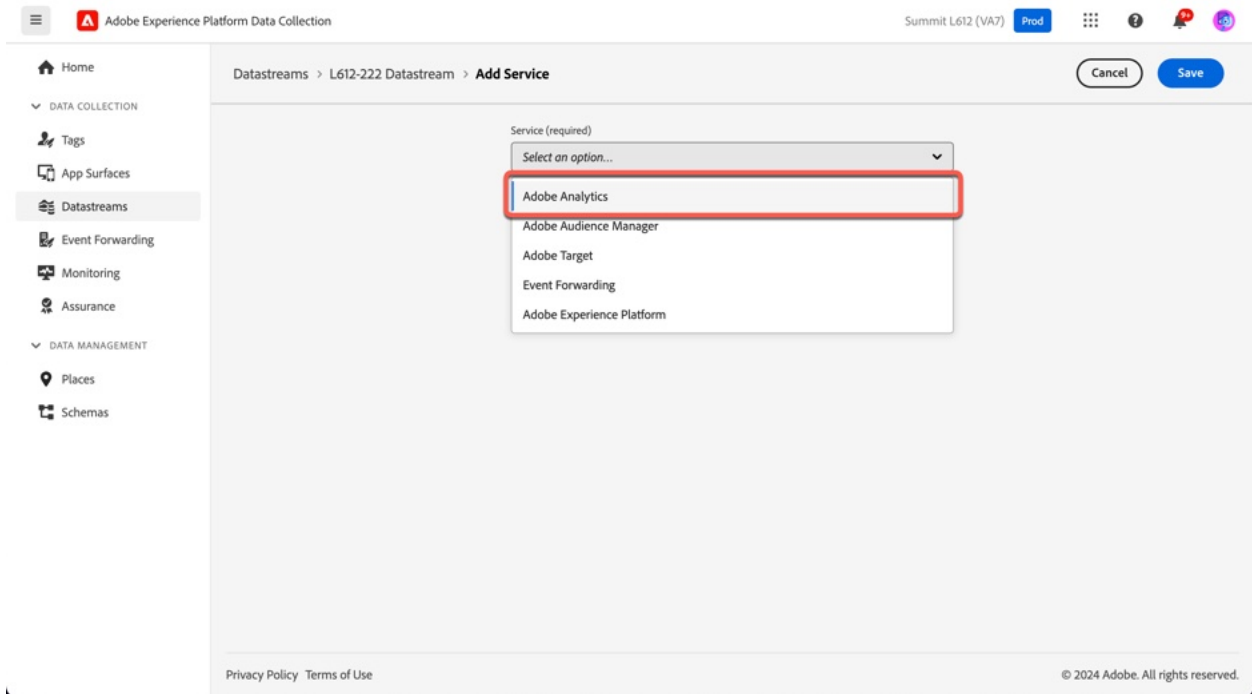 Adobe Experience Platform Data Collection
Summit L612 (VA7) Prod
9+
Home
DATA COLLECTION
Tags
App Surfaces
Datastreams
Event Forwarding
Monitoring
Assurance
DATA MANAGEMENT
Places
Schemas
Datastreams > L612-222 Datastream > Add Service
Cancel Save
Service (required)
Select an option...
Adobe Analytics
Adobe Audience Manager
Adobe Target
Event Forwarding
Adobe Experience Platform
Privacy Policy Terms of Use
© 2024 Adobe. All rights reserved.